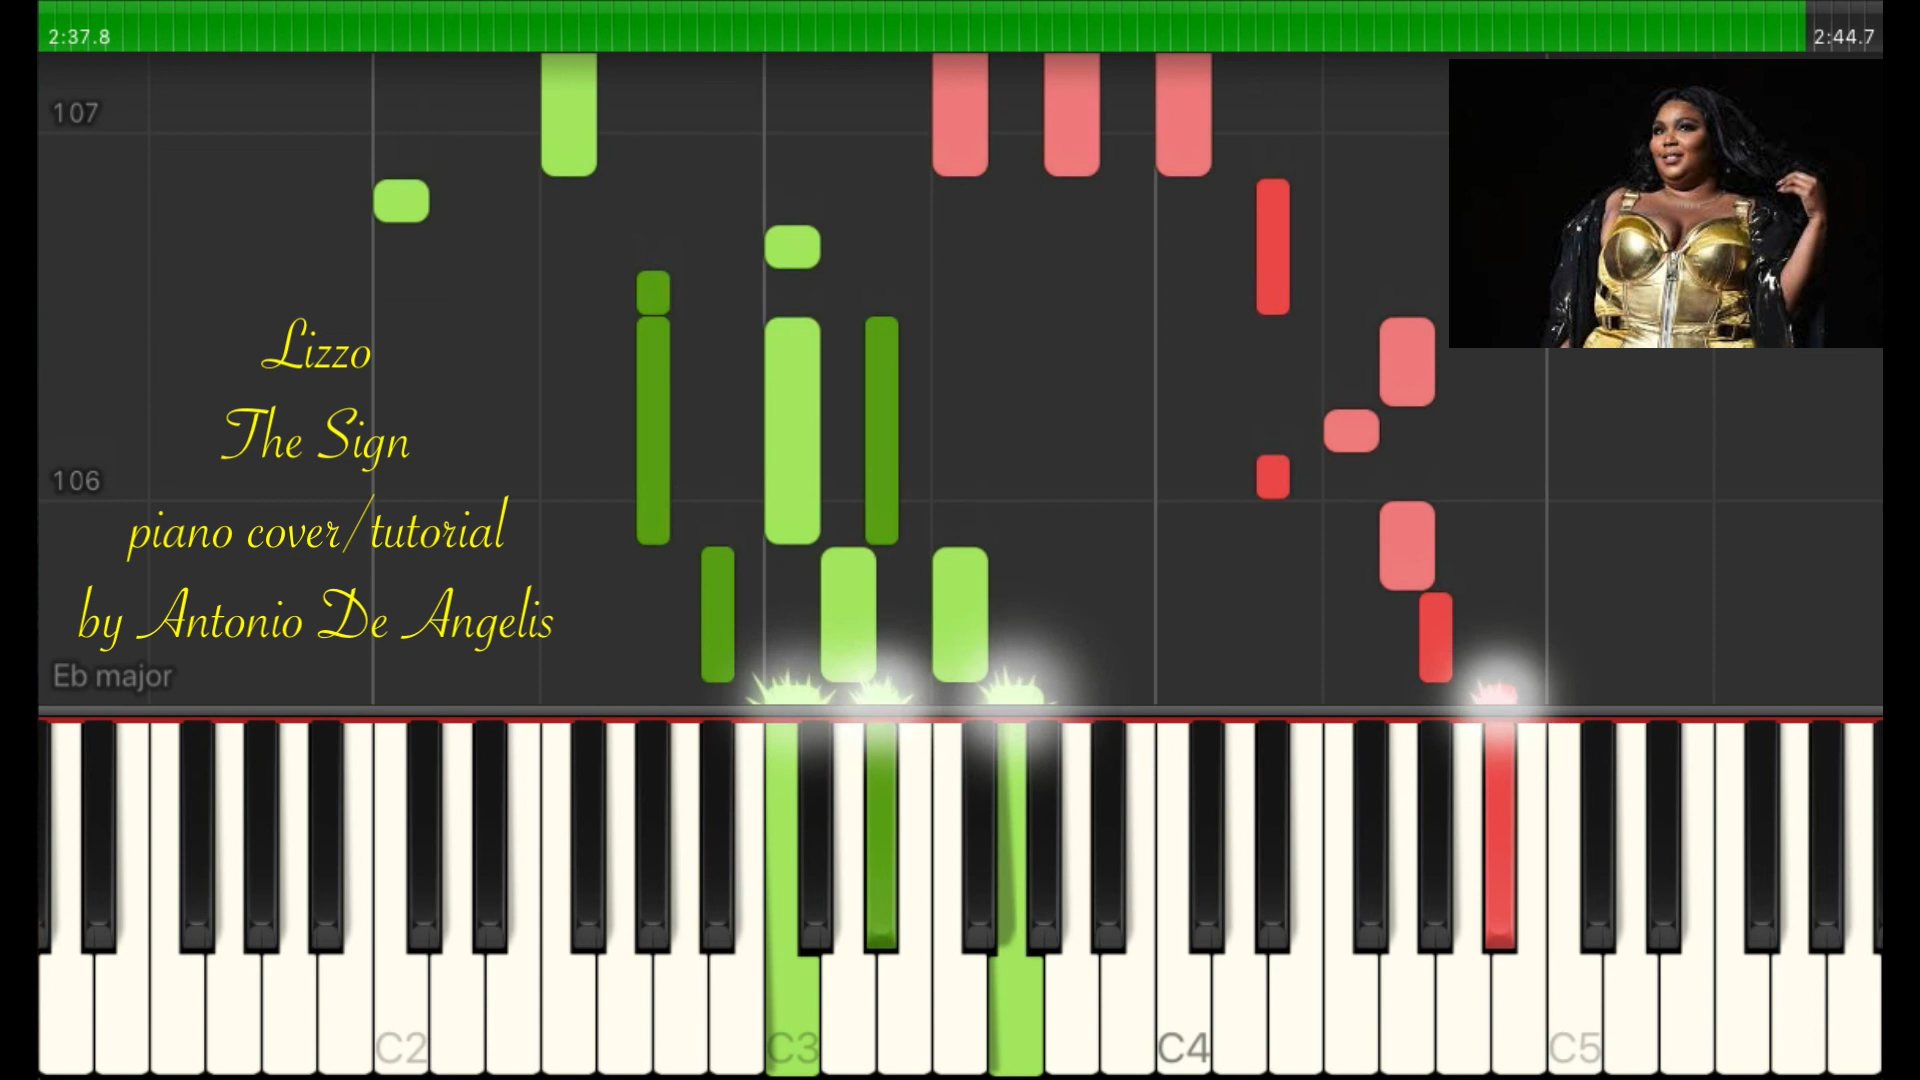 2:37.8
2:44.7
107
Lizzo
The Sign
106
piano cover/tutorial
by Antonio De Angelis
Eb major
C2
C3
C4
C5